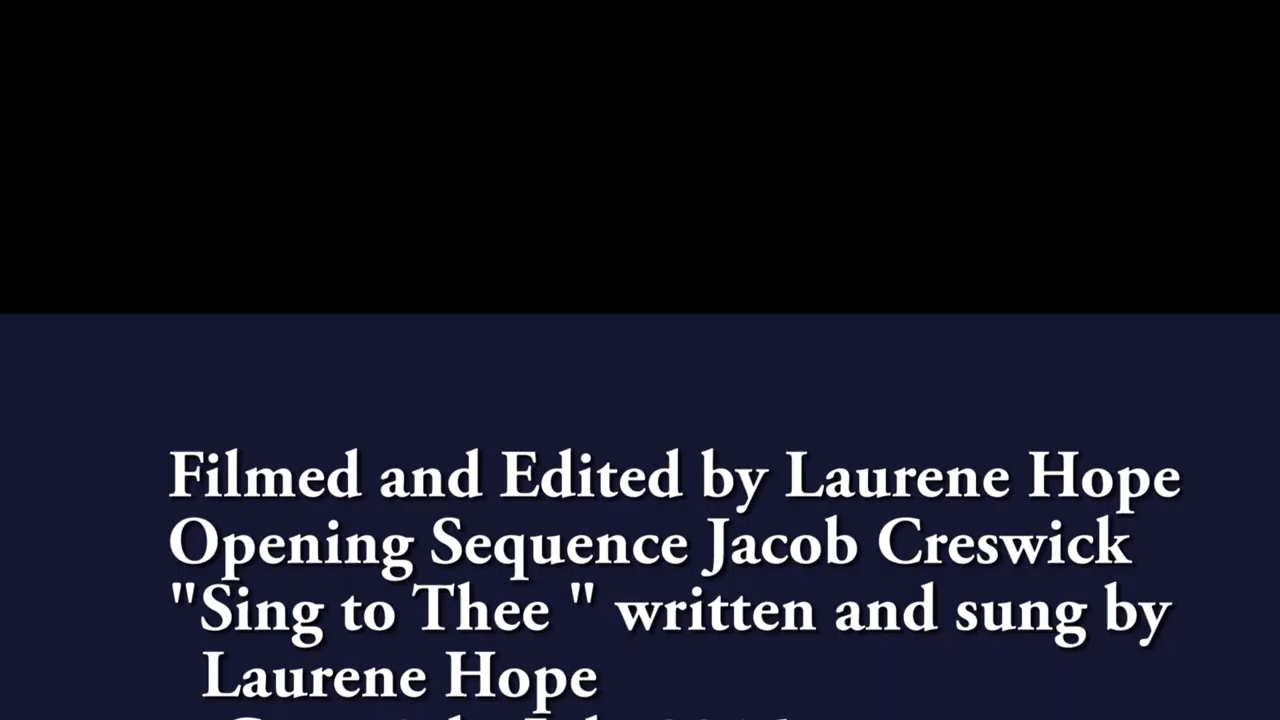 Filmed and Edited by Laurene Hope
Opening Sequence Jacob Creswick
"Sing to Thee " written and sung by
Laurene Hope